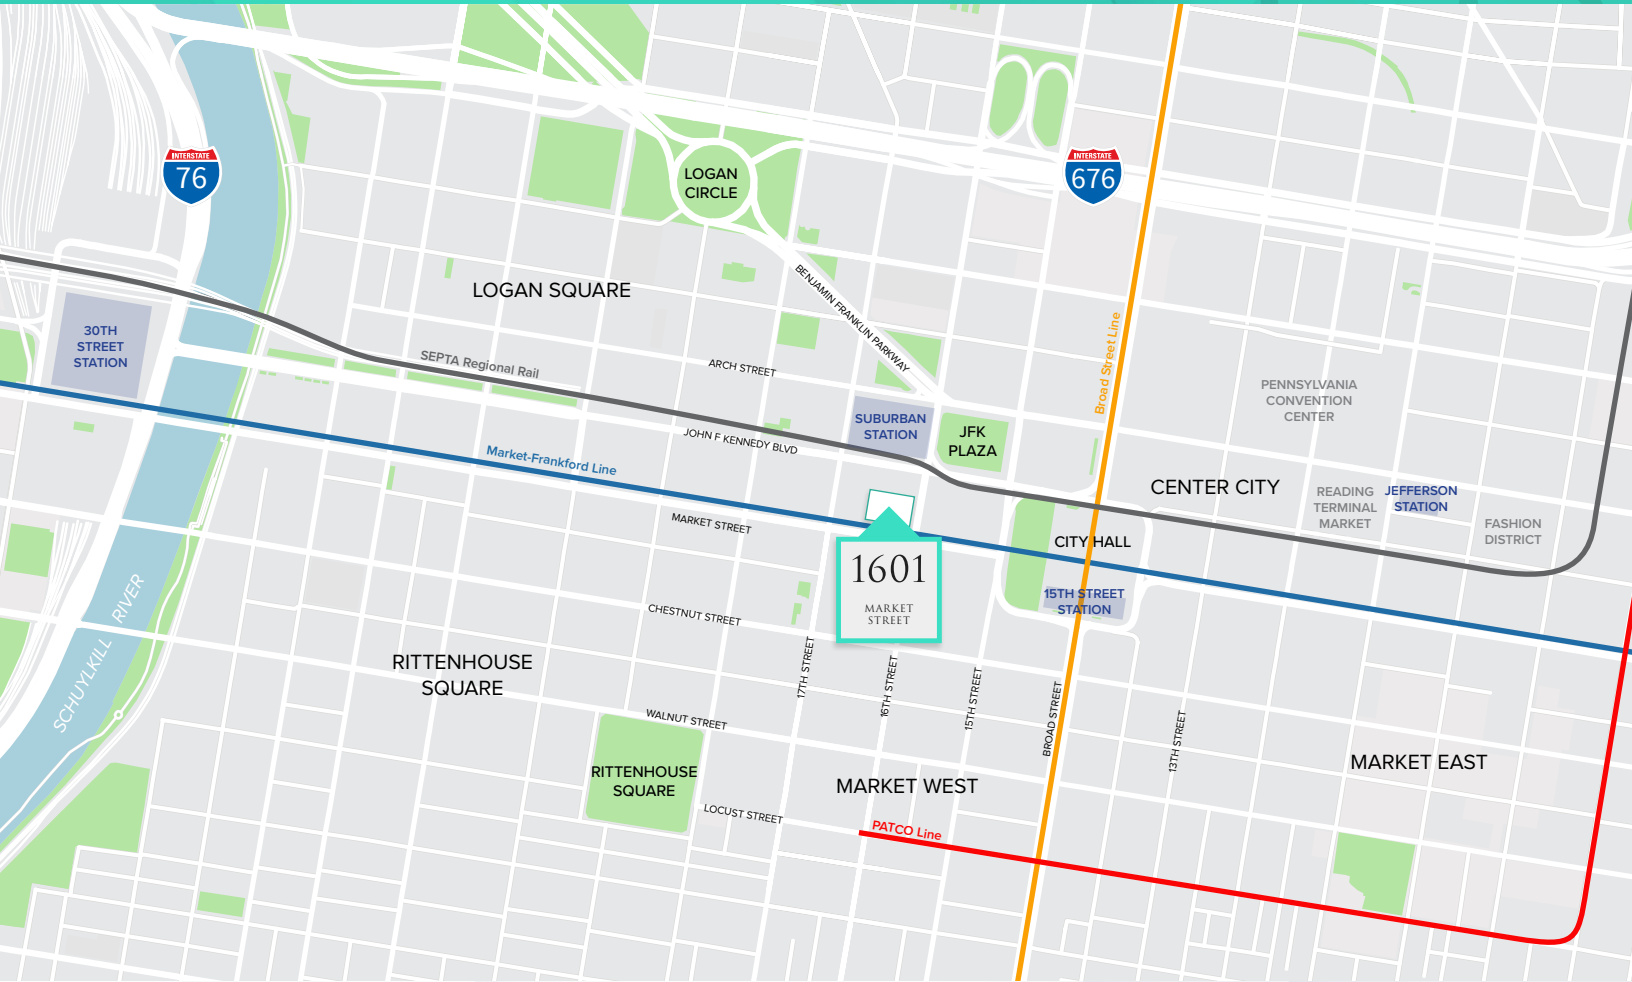 INTERSTATE
76
LOGAN
CIRCLE
INTERSTATE
676
LOGAN SQUARE
BENJAMIN FRANKLIN PARKWAY
30TH
STREET
STATION
SEPTA Regional Rail
ARCH STREET
Broad Street Line
PENNSYLVANIA
CONVENTION
CENTER
SUBURBAN
STATION
JFK
PLAZA
JOHN F KENNEDY BLVD
Market-Frankford Line
CENTER CITY
READING
TERMINAL
MARKET
JEFFERSON
STATION
FASHION
DISTRICT
MARKET STREET
CITY HALL
1601
MARKET
STREET
15TH STREET
STATION
SCHUYLKILL RIVER
CHESTNUT STREET
RITTENHOUSE
SQUARE
17TH STREET
16TH STREET
15TH STREET
BROAD STREET
13TH STREET
WALNUT STREET
RITTENHOUSE
SQUARE
MARKET WEST
MARKET EAST
LOCUST STREET
PATCO Line